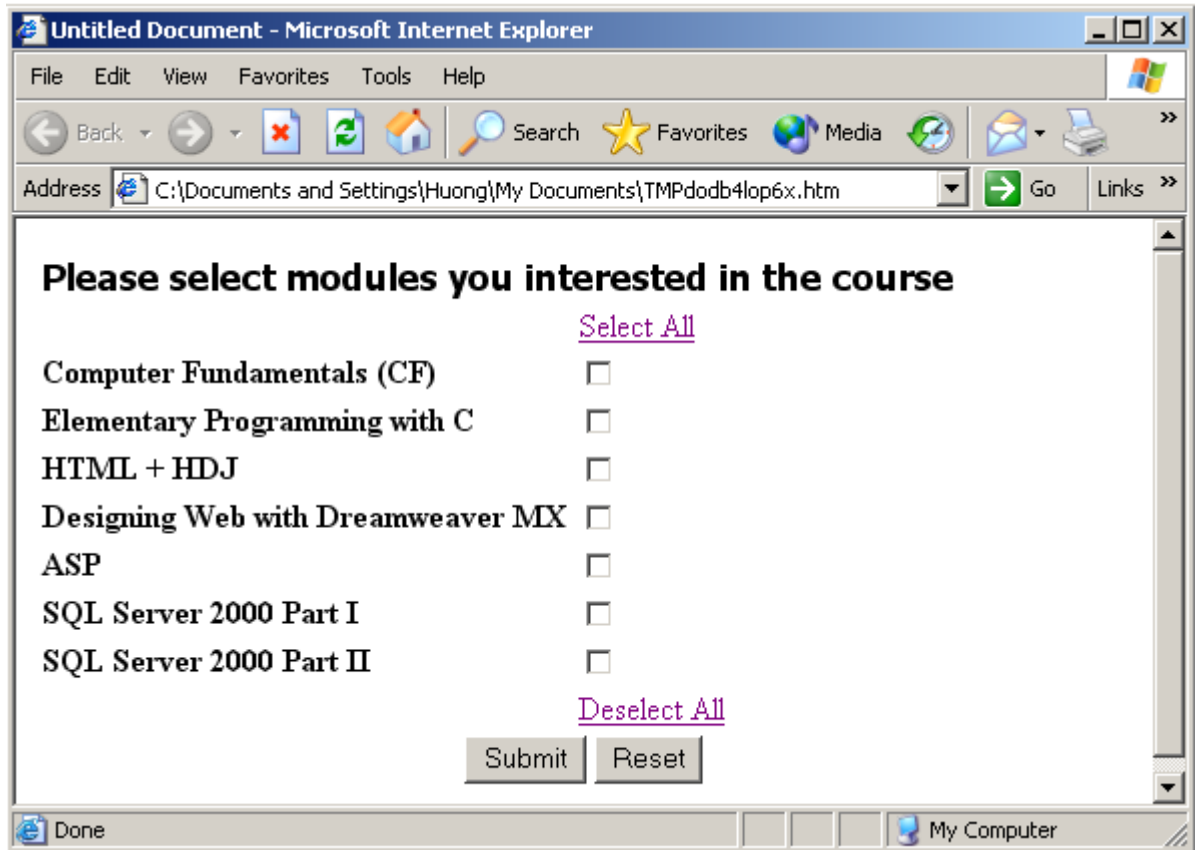 Untitled Document - Microsoft Internet Explorer
File Edit View Favorites Tools Help
Back Search Favorites Media »
Address C:\Documents and Settings\Huong\My Documents\TMPdodb4lop6x.htm Go Links »
Please select modules you interested in the course
Select All
Computer Fundamentals (CF)
Elementary Programming with C
HTML + HDJ
Designing Web with Dreamweaver MX
ASP
SQL Server 2000 Part I
SQL Server 2000 Part II
Deselect All
Submit Reset
Done My Computer